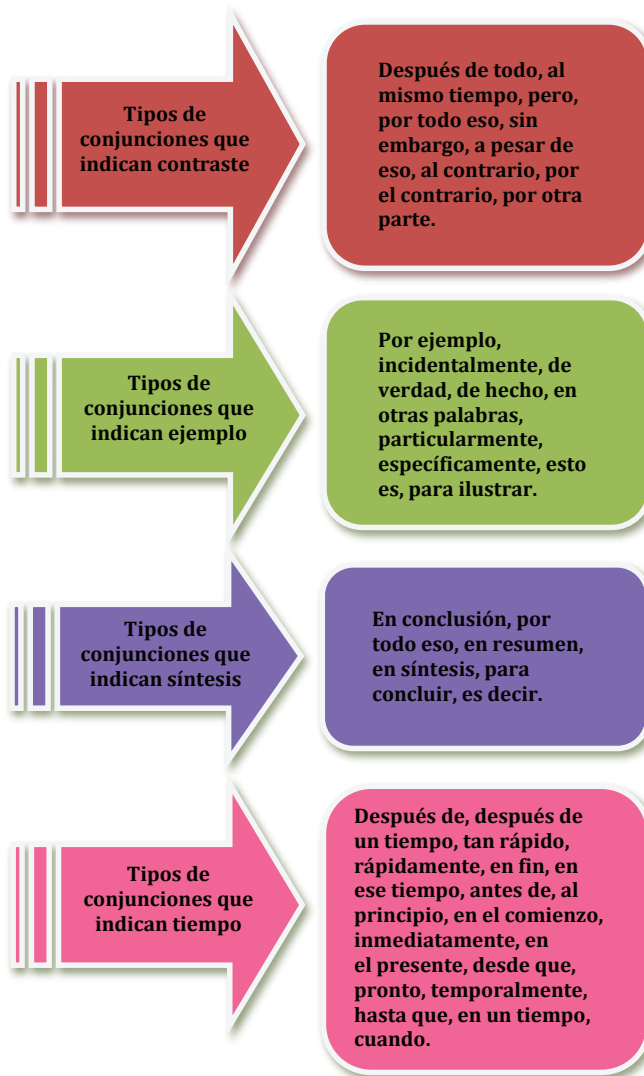 Tipos de
conjunciones que
indican contraste
Después de todo, al
mismo tiempo, pero,
por todo eso, sin
embargo, a pesar de
eso, al contrario, por
el contrario, por otra
parte.
Tipos de
conjunciones que
indican ejemplo
Por ejemplo,
incidentalmente, de
verdad, de hecho, en
otras palabras,
particularmente,
específicamente, esto
es, para ilustrar.
Tipos de
conjunciones que
indican síntesis
En conclusión, por
todo eso, en resumen,
en síntesis, para
concluir, es decir.
Tipos de
conjunciones que
indican tiempo
Después de, después de
un tiempo, tan rápido,
rápidamente, en fin, en
ese tiempo, antes de, al
principio, en el comienzo,
inmediatamente, en
el presente, desde que,
pronto, temporalmente,
hasta que, en un tiempo,
cuando.